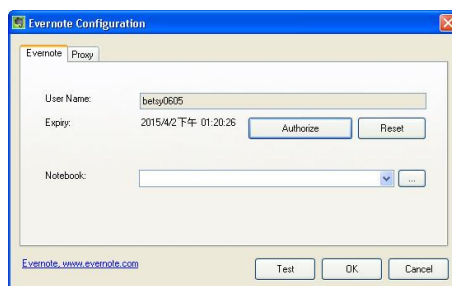 Evernote Configuration
Evernote Proxy
User Name: betsy0605
Expiry: 2015/4/2下午 01:20:26 Authorize Reset
Notebook: ...
Evernote, www.evernote.com Test OK Cancel